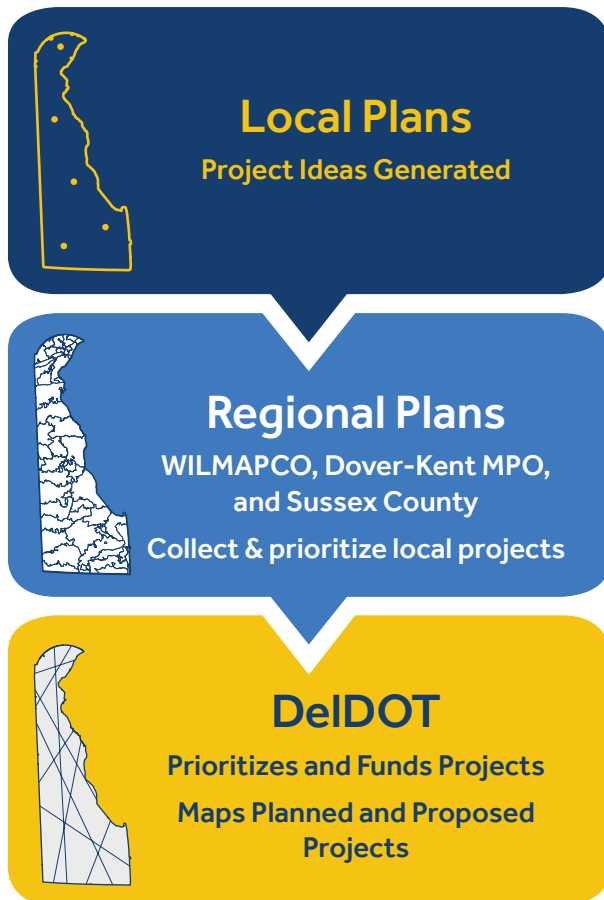 Local Plans
Project Ideas Generated
Regional Plans
WILMAPCO, Dover-Kent MPO,
and Sussex County
Collect & prioritize local projects
DelDOT
Prioritizes and Funds Projects
Maps Planned and Proposed
Projects